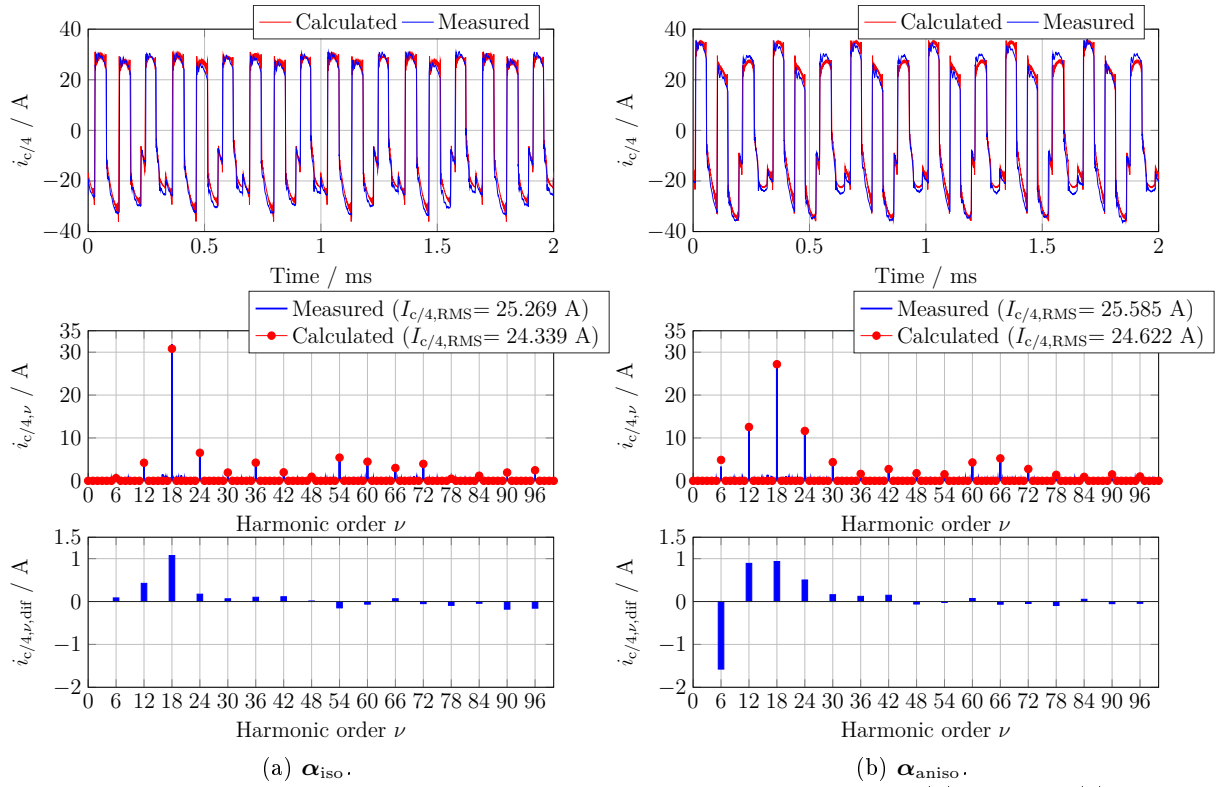 Calculated Measured
40
20
0
−20
−40
i_c/4 / A
0 0.5 1 1.5 2
Time / ms
Measured (I_c/4,RMS = 25.269 A)
Calculated (I_c/4,RMS = 24.339 A)
35
30
20
10
0
i_c/4,ν / A
0 6 12 18 24 30 36 42 48 54 60 66 72 78 84 90 96
Harmonic order ν
1.5
1
0
−1
−2
i_c/4,ν,dif / A
0 6 12 18 24 30 36 42 48 54 60 66 72 78 84 90 96
Harmonic order ν
(a) α_iso.
Calculated Measured
40
20
0
−20
−40
i_c/4 / A
0 0.5 1 1.5 2
Time / ms
Measured (I_c/4,RMS = 25.585 A)
Calculated (I_c/4,RMS = 24.622 A)
35
30
20
10
0
i_c/4,ν / A
0 6 12 18 24 30 36 42 48 54 60 66 72 78 84 90 96
Harmonic order ν
1.5
1
0
−1
−2
i_c/4,ν,dif / A
0 6 12 18 24 30 36 42 48 54 60 66 72 78 84 90 96
Harmonic order ν
(b) α_aniso.